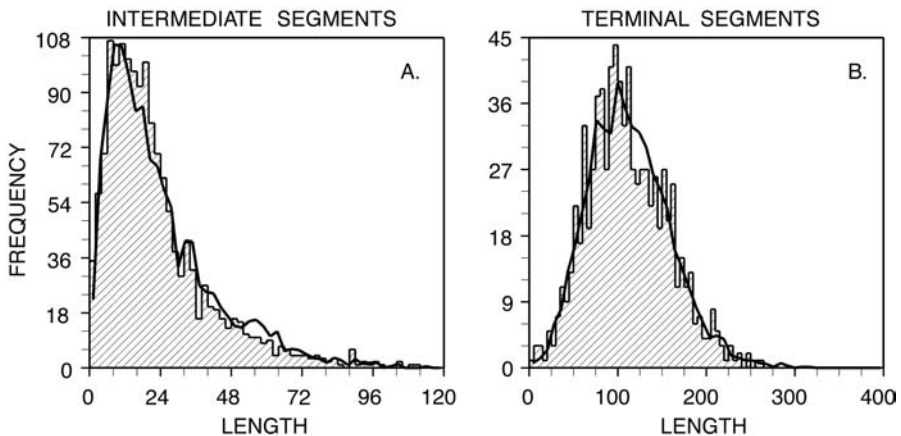 INTERMEDIATE SEGMENTS
FREQUENCY
108
90
72
54
36
18
0
A.
0 24 48 72 96 120
LENGTH
TERMINAL SEGMENTS
45
36
27
18
9
0
B.
0 100 200 300 400
LENGTH